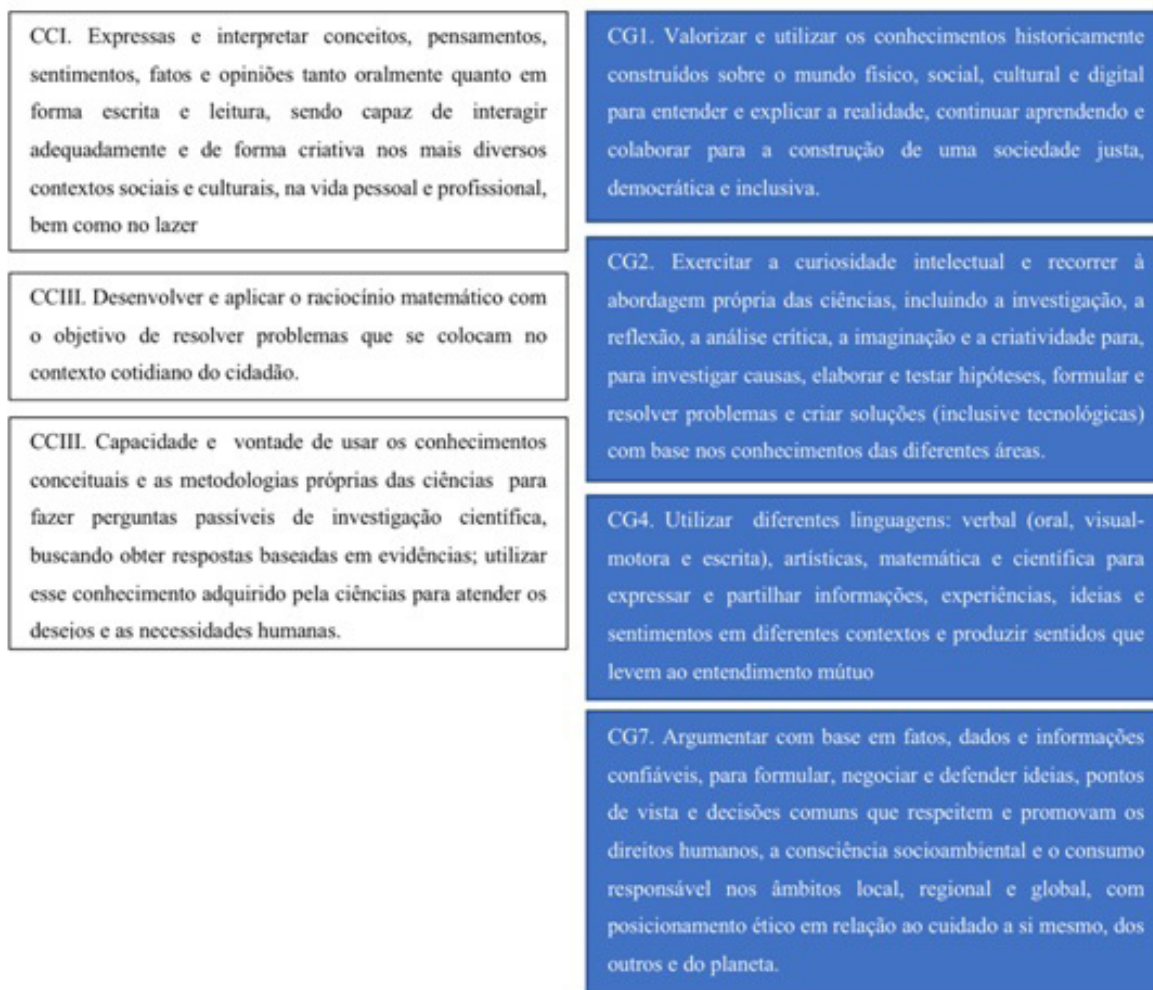 CCI. Expressas e interpretar conceitos, pensamentos,
sentimentos, fatos e opiniões tanto oralmente quanto em
forma escrita e leitura, sendo capaz de interagir
adequadamente e de forma criativa nos mais diversos
contextos sociais e culturais, na vida pessoal e profissional,
bem como no lazer
CCIII. Desenvolver e aplicar o raciocínio matemático com
o objetivo de resolver problemas que se colocam no
contexto cotidiano do cidadão.
CCIII. Capacidade e vontade de usar os conhecimentos
conceituais e as metodologias próprias das ciências para
fazer perguntas passíveis de investigação científica,
buscando obter respostas baseadas em evidências; utilizar
esse conhecimento adquirido pela ciências para atender os
desejos e as necessidades humanas.
CG1. Valorizar e utilizar os conhecimentos historicamente
construídos sobre o mundo físico, social, cultural e digital
para entender e explicar a realidade, continuar aprendendo e
colaborar para a construção de uma sociedade justa,
democrática e inclusiva.
CG2. Exercitar a curiosidade intelectual e recorrer à
abordagem própria das ciências, incluindo a investigação, a
reflexão, a análise crítica, a imaginação e a criatividade para,
para investigar causas, elaborar e testar hipóteses, formular e
resolver problemas e criar soluções (inclusive tecnológicas)
com base nos conhecimentos das diferentes áreas.
CG4. Utilizar diferentes linguagens: verbal (oral, visual-
motora e escrita), artísticas, matemática e científica para
expressar e partilhar informações, experiências, ideias e
sentimentos em diferentes contextos e produzir sentidos que
levem ao entendimento mútuo
CG7. Argumentar com base em fatos, dados e informações
confiáveis, para formular, negociar e defender ideias, pontos
de vista e decisões comuns que respeitem e promovam os
direitos humanos, a consciência socioambiental e o consumo
responsável nos âmbitos local, regional e global, com
posicionamento ético em relação ao cuidado a si mesmo, dos
outros e do planeta.